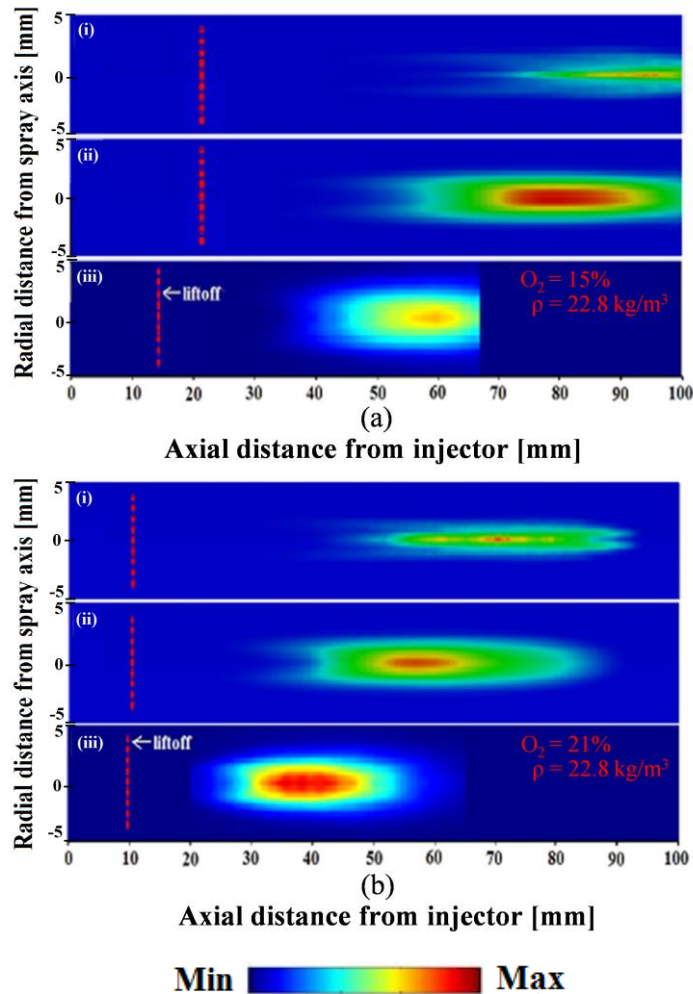 Radial distance from spray axis [mm]
5
0
-5
(i)
5
0
-5
(ii)
5
0
-5
(iii)
←liftoff
O₂ = 15%
ρ = 22.8 kg/m³
0 10 20 30 40 50 60 70 80 90 100
(a)
Axial distance from injector [mm]
Radial distance from spray axis [mm]
5
0
-5
(i)
5
0
-5
(ii)
5
0
-5
(iii)
←liftoff
O₂ = 21%
ρ = 22.8 kg/m³
0 10 20 30 40 50 60 70 80 90 100
(b)
Axial distance from injector [mm]
Min Max